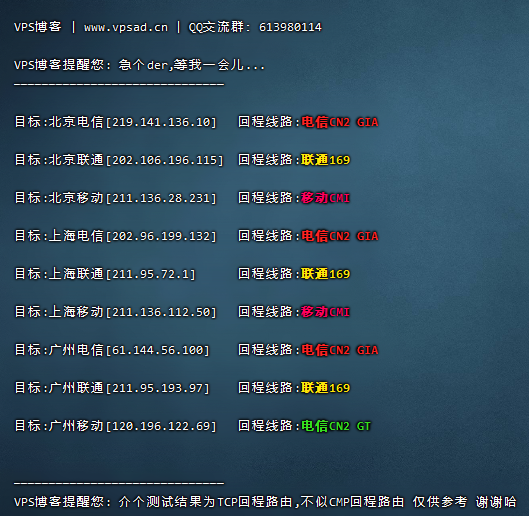 VPS博客 | www.vpsad.cn | QQ交流群: 613980114
VPS博客提醒您: 急个der,等我一会儿...
——————————————————————————————
目标:北京电信[219.141.136.10] 回程线路:电信CN2 GIA
目标:北京联通[202.106.196.115] 回程线路:联通169
目标:北京移动[211.136.28.231] 回程线路:移动CMI
目标:上海电信[202.96.199.132] 回程线路:电信CN2 GIA
目标:上海联通[211.95.72.1] 回程线路:联通169
目标:上海移动[211.136.112.50] 回程线路:移动CMI
目标:广州电信[61.144.56.100] 回程线路:电信CN2 GIA
目标:广州联通[211.95.193.97] 回程线路:联通169
目标:广州移动[120.196.122.69] 回程线路:电信CN2 GT
——————————————————————————————
VPS博客提醒您: 介个测试结果为TCP回程路由,不似CMP回程路由 仅供参考 谢谢哈